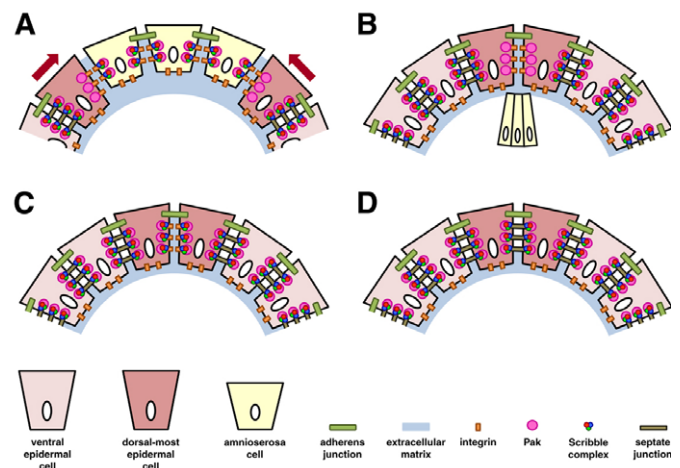 A
B
C
D
ventral
epidermal
cell
dorsal-most
epidermal
cell
amnioserosa
cell
adherens
junction
extracellular
matrix
integrin
Pak
Scribble
complex
septate
junction